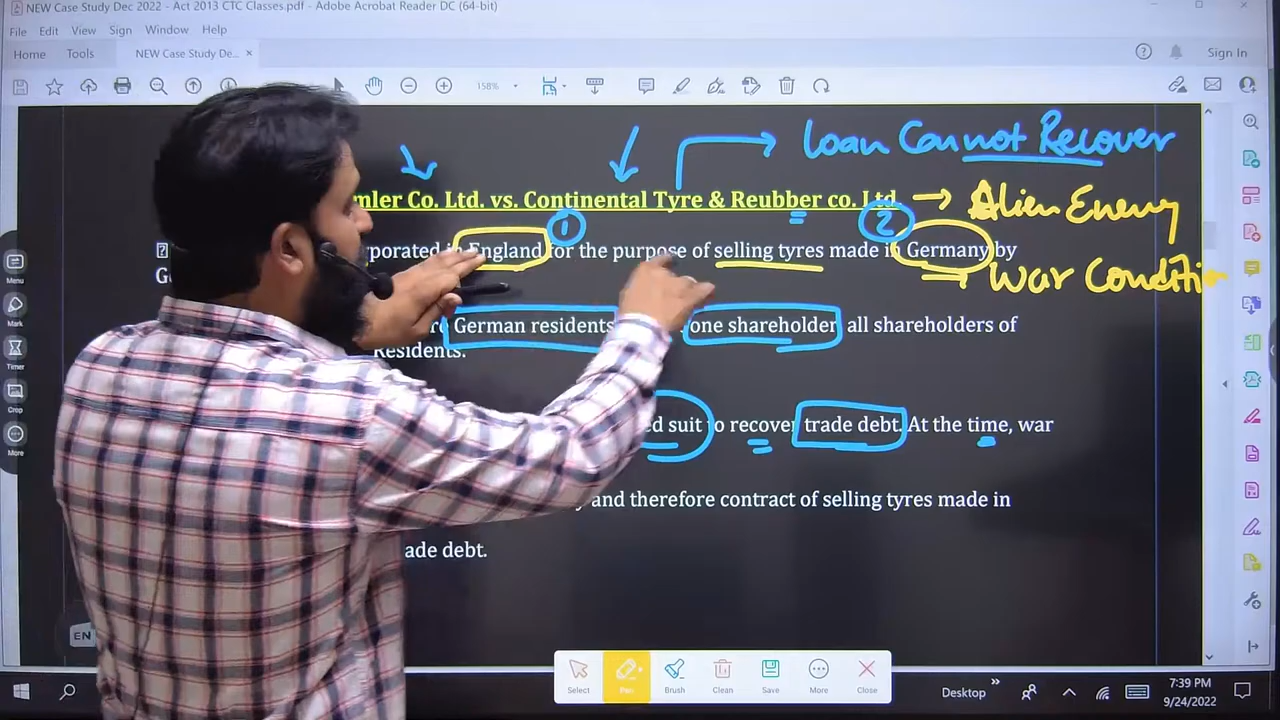 NEW Case Study Dec 2022 - Act 2013 CTC Classes.pdf - Adobe Acrobat Reader DC (64-bit)
File Edit View Sign Window Help
Home Tools NEW Case Study De... × Sign In
158%
Loan Cannot Recover
mler Co. Ltd. vs. Continental Tyre & Reubber co. Ltd. → Alien Enemy
1 2
rporated in England for the purpose of selling tyres made in Germany by
War Condition
German residents one shareholder all shareholders of
Residents.
ed suit to recover trade debt. At the time, war
y and therefore contract of selling tyres made in
ade debt.
Mark
Timer
Crop
More
EN
Select Pen Brush Clean Save More Close
Desktop
7:39 PM
9/24/2022